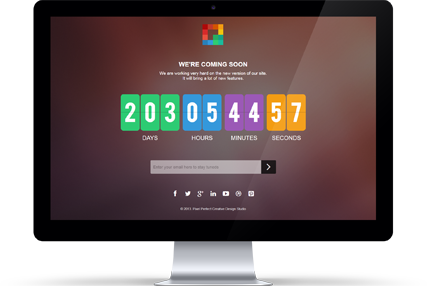 WE'RE COMING SOON
We are working very hard on the new version of our site.
It will bring a lot of new features.
203 05 44 57
DAYS HOURS MINUTES SECONDS
Enter your email here to stay tuned
© 2013 Pixel Perfect Creative Design Studio